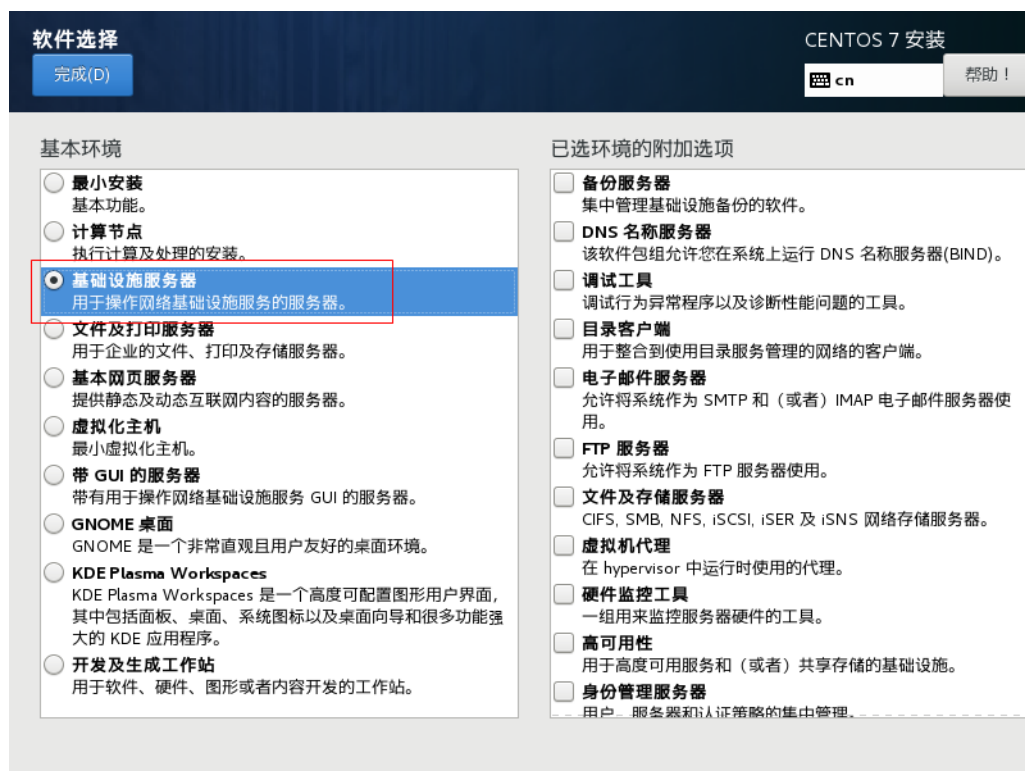 软件选择
CENTOS 7 安装
完成(D)
cn
帮助！
基本环境
最小安装
基本功能。
计算节点
执行计算及处理的安装。
基础设施服务器
用于操作网络基础设施服务的服务器。
文件及打印服务器
用于企业的文件、打印及存储服务器。
基本网页服务器
提供静态及动态互联网内容的服务器。
虚拟化主机
最小虚拟化主机。
带 GUI 的服务器
带有用于操作网络基础设施服务 GUI 的服务器。
GNOME 桌面
GNOME 是一个非常直观且用户友好的桌面环境。
KDE Plasma Workspaces
KDE Plasma Workspaces 是一个高度可配置图形用户界面，
其中包括面板、桌面、系统图标以及桌面向导和很多功能强
大的 KDE 应用程序。
开发及生成工作站
用于软件、硬件、图形或者内容开发的工作站。
已选环境的附加选项
备份服务器
集中管理基础设施备份的软件。
DNS 名称服务器
该软件包组允许您在系统上运行 DNS 名称服务器(BIND)。
调试工具
调试行为异常程序以及诊断性能问题的工具。
目录客户端
用于整合到使用目录服务管理的网络的客户端。
电子邮件服务器
允许将系统作为 SMTP 和（或者）IMAP 电子邮件服务器使
用。
FTP 服务器
允许将系统作为 FTP 服务器使用。
文件及存储服务器
CIFS, SMB, NFS, iSCSI, iSER 及 iSNS 网络存储服务器。
虚拟机代理
在 hypervisor 中运行时使用的代理。
硬件监控工具
一组用来监控服务器硬件的工具。
高可用性
用于高度可用服务和（或者）共享存储的基础设施。
身份管理服务器
用户、服务器和认证策略的集中管理。